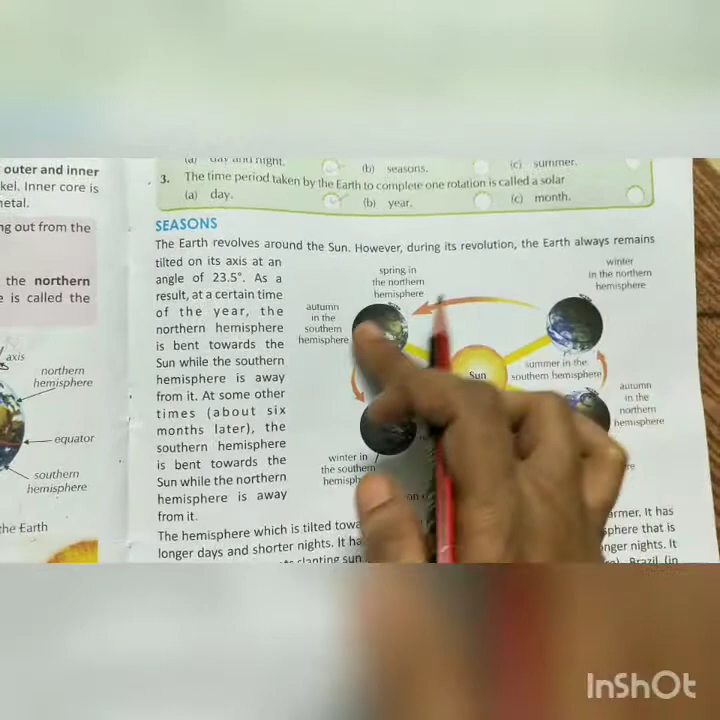 outer and inner
kel. Inner core is
netal.
ng out from the
the northern
e is called the
axis
northern
hemisphere
equator
southern
hemisphere
the Earth
(a) day and night.
(b) seasons.
(c) summer.
3. The time period taken by the Earth to complete one rotation is called a solar
(a) day.
(b) year.
(c) month.
SEASONS
The Earth revolves around the Sun. However, during its revolution, the Earth always remains
tilted on its axis at an
angle of 23.5°. As a
result, at a certain time
of the year, the
northern hemisphere
is bent towards the
Sun while the southern
hemisphere is away
from it. At some other
times (about six
months later), the
southern hemisphere
is bent towards the
Sun while the northern
hemisphere is away
from it.
spring in
the northern
hemisphere
winter
in the northern
hemisphere
autumn
in the
southern
hemisphere
Sun
summer in the
southern hemisphere
autumn
in the
northern
hemisphere
winter in
the southern
hemisph
on
The hemisphere which is tilted towa
armer. It has
longer days and shorter nights. It ha
sphere that is
nger nights. It
slanting sun
Brazil (in
InShOt